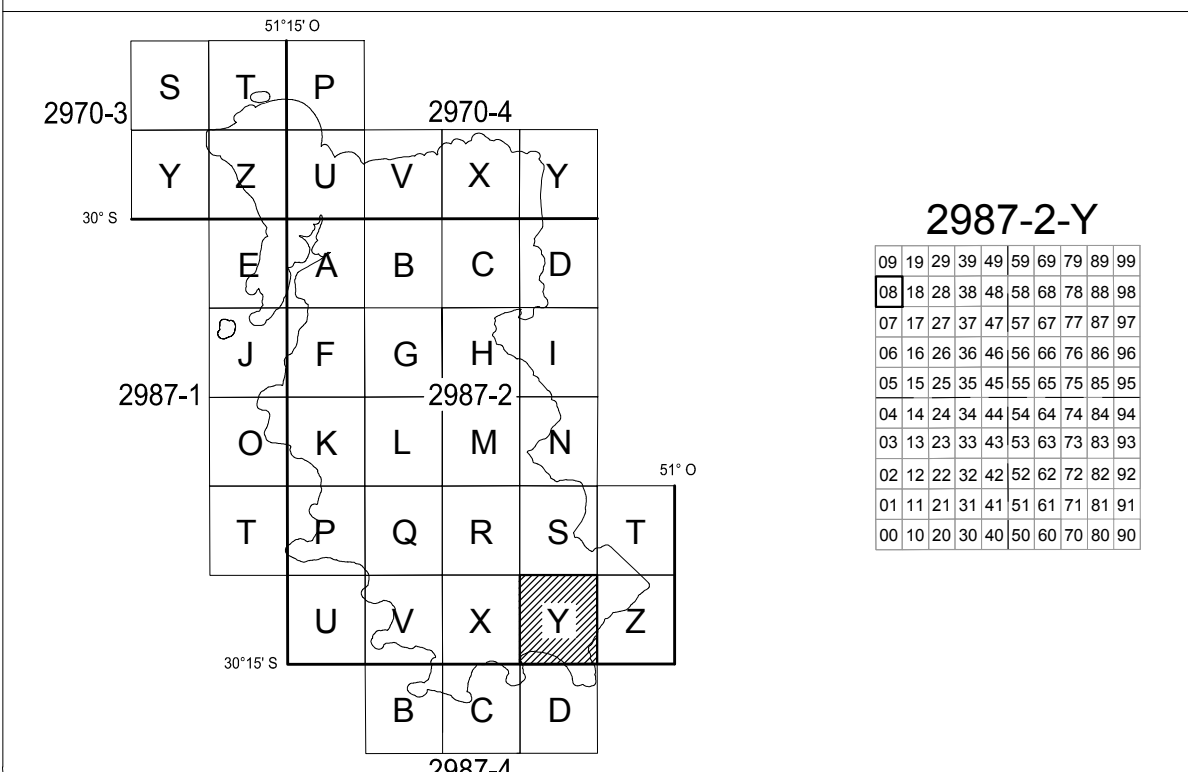 51°15' O
S T P
2970-3 2970-4
Y Z U V X Y
30° S
E A B C D
J F G H I
2987-1 2987-2
O K L M N
51° O
T P Q R S T
U V X Y Z
30°15' S
B C D
2987-4
2987-2-Y
09 19 29 39 49 59 69 79 89 99
08 18 28 38 48 58 68 78 88 98
07 17 27 37 47 57 67 77 87 97
06 16 26 36 46 56 66 76 86 96
05 15 25 35 45 55 65 75 85 95
04 14 24 34 44 54 64 74 84 94
03 13 23 33 43 53 63 73 83 93
02 12 22 32 42 52 62 72 82 92
01 11 21 31 41 51 61 71 81 91
00 10 20 30 40 50 60 70 80 90